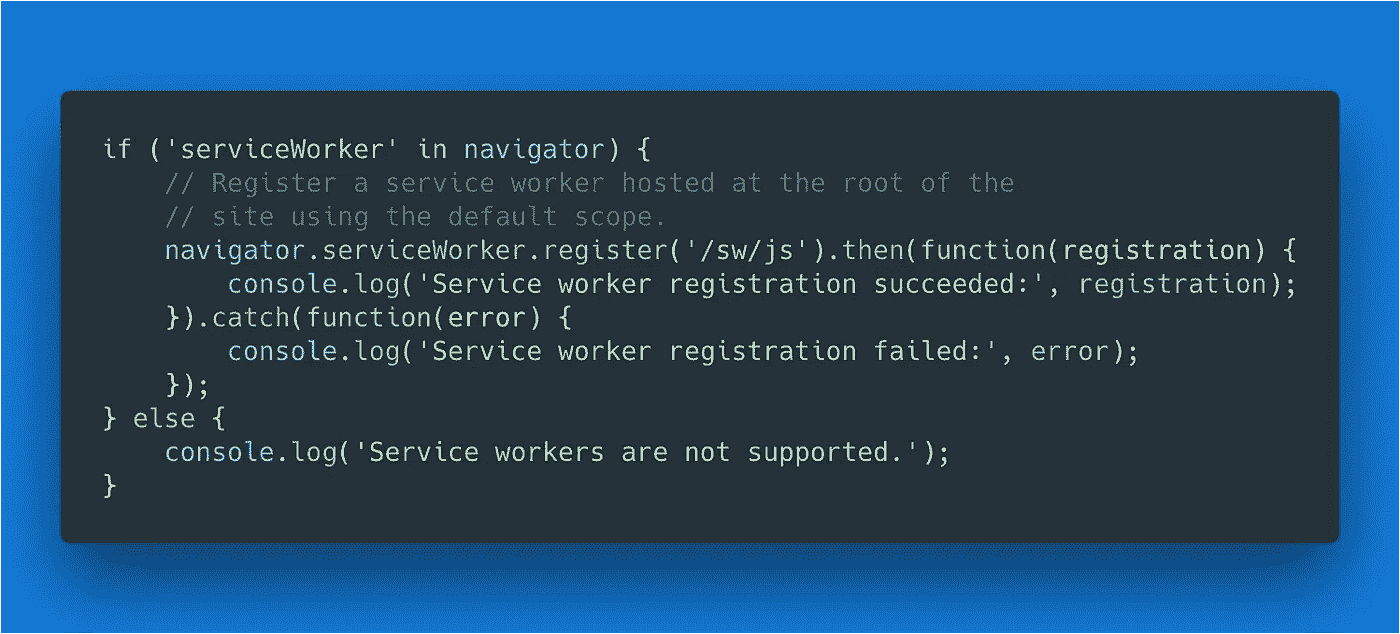 if ('serviceWorker' in navigator) {
    // Register a service worker hosted at the root of the
    // site using the default scope.
    navigator.serviceWorker.register('/sw/js').then(function(registration) {
        console.log('Service worker registration succeeded:', registration);
    }).catch(function(error) {
        console.log('Service worker registration failed:', error);
    });
} else {
    console.log('Service workers are not supported.');
}